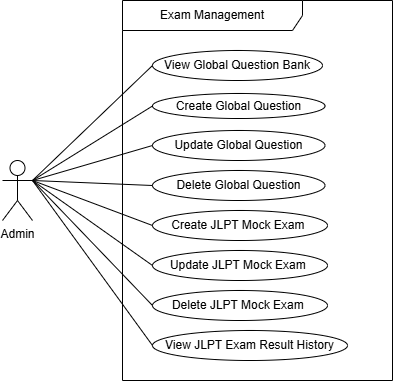 Exam Management
View Global Question Bank
Create Global Question
Update Global Question
Delete Global Question
Create JLPT Mock Exam
Update JLPT Mock Exam
Delete JLPT Mock Exam
View JLPT Exam Result History
Admin